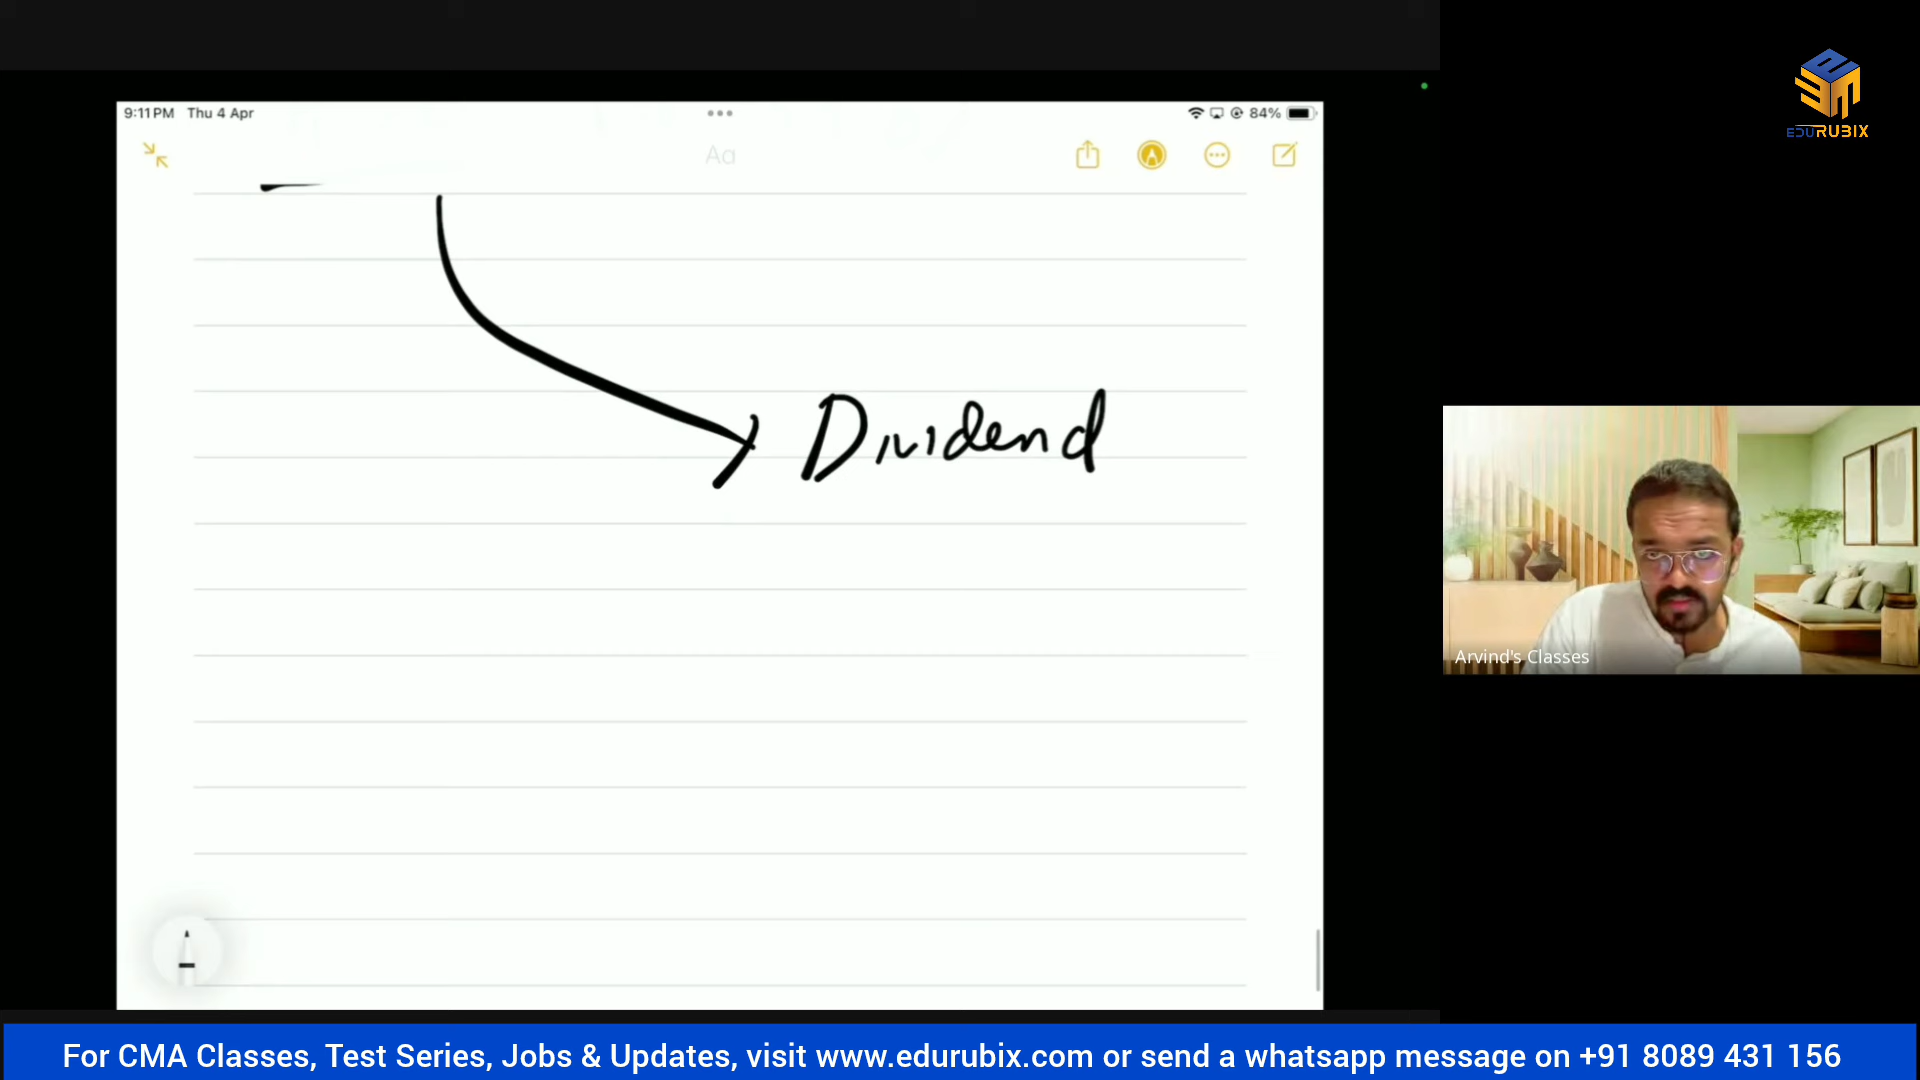 EDURUBIX
9:11 PM Thu 4 Apr
84%
Aa
Dividend
Arvind's Classes
For CMA Classes, Test Series, Jobs & Updates, visit www.edurubix.com or send a whatsapp message on +91 8089 431 156